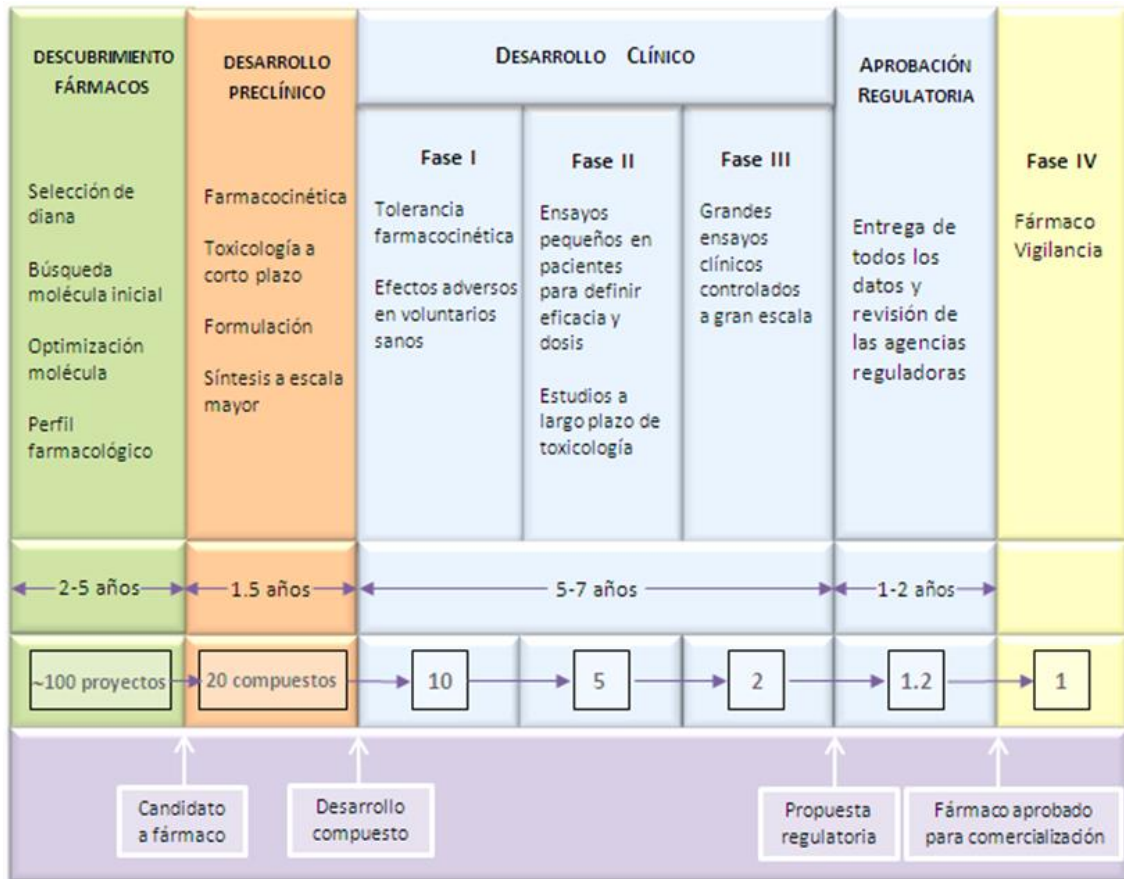 DESCUBRIMIENTO
FÁRMACOS
Selección de
diana
Búsqueda
molécula inicial
Optimización
molécula
Perfil
farmacológico
DESARROLLO
PRECLÍNICO
Farmacocinética
Toxicología a
corto plazo
Formulación
Síntesis a escala
mayor
DESARROLLO CLÍNICO
Fase I
Tolerancia
farmacocinética
Efectos adversos
en voluntarios
sanos
Fase II
Ensayos
pequeños en
pacientes
para definir
eficacia y
dosis
Estudios a
largo plazo de
toxicología
Fase III
Grandes
ensayos
clínicos
controlados
a gran escala
APROBACIÓN
REGULATORIA
Entrega de
todos los
datos y
revisión de
las agencias
reguladoras
Fase IV
Fármaco
Vigilancia
2-5 años
1.5 años
5-7 años
1-2 años
~100 proyectos
20 compuestos
10
5
2
1.2
1
Candidato
a fármaco
Desarrollo
compuesto
Propuesta
regulatoria
Fármaco aprobado
para comercialización